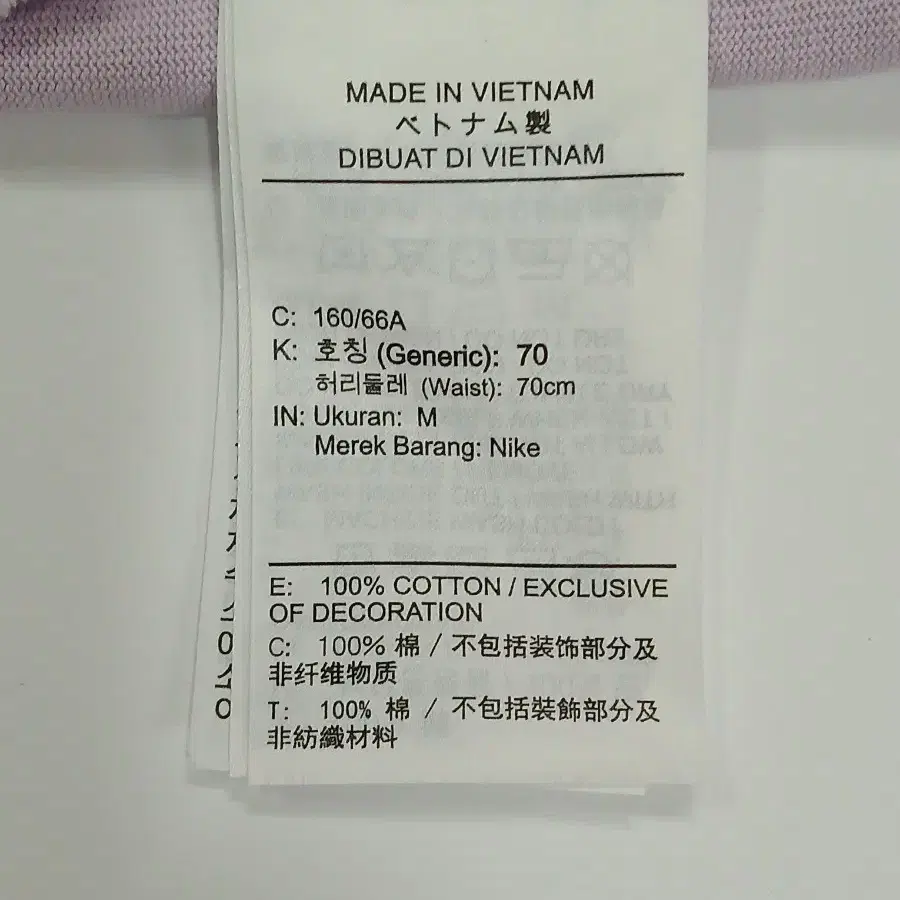 MADE IN VIETNAM
ベトナム製
DIBUAT DI VIETNAM
C: 160/66A
K: 호칭 (Generic): 70
허리둘레 (Waist): 70cm
IN: Ukuran: M
Merek Barang: Nike
E: 100% COTTON / EXCLUSIVE
OF DECORATION
C: 100% 棉 / 不包括装饰部分及
非纤维物质
T: 100% 棉 / 不包括裝飾部分及
非紡織材料